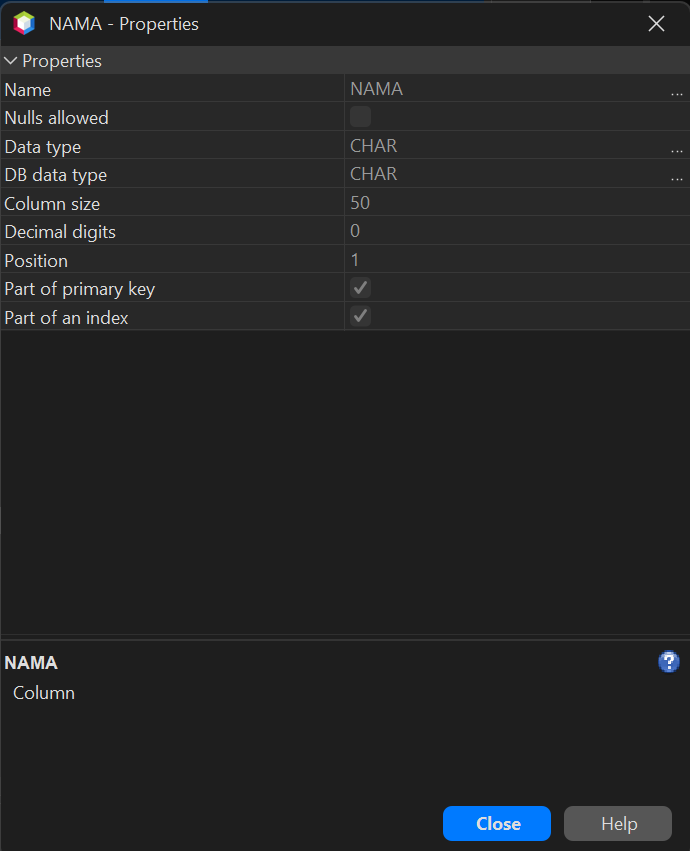 NAMA - Properties
Properties
Name NAMA ...
Nulls allowed
Data type CHAR ...
DB data type CHAR ...
Column size 50
Decimal digits 0
Position 1
Part of primary key
Part of an index
NAMA ?
Column
Close Help